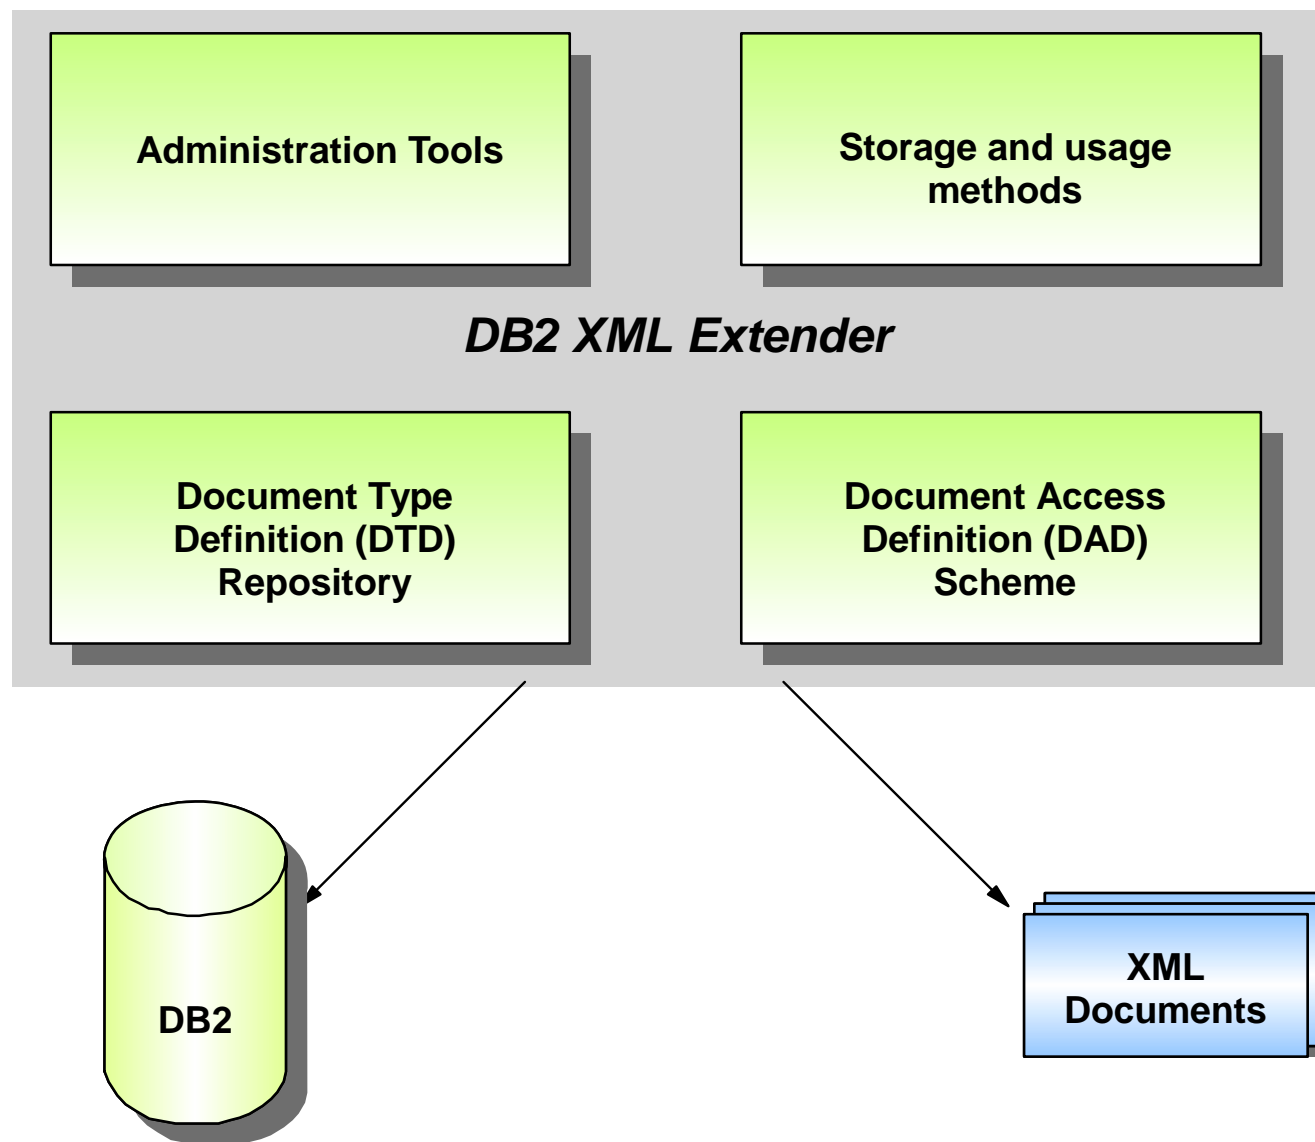 Administration Tools
Storage and usage
methods
DB2 XML Extender
Document Type
Definition (DTD)
Repository
Document Access
Definition (DAD)
Scheme
DB2
XML
Documents